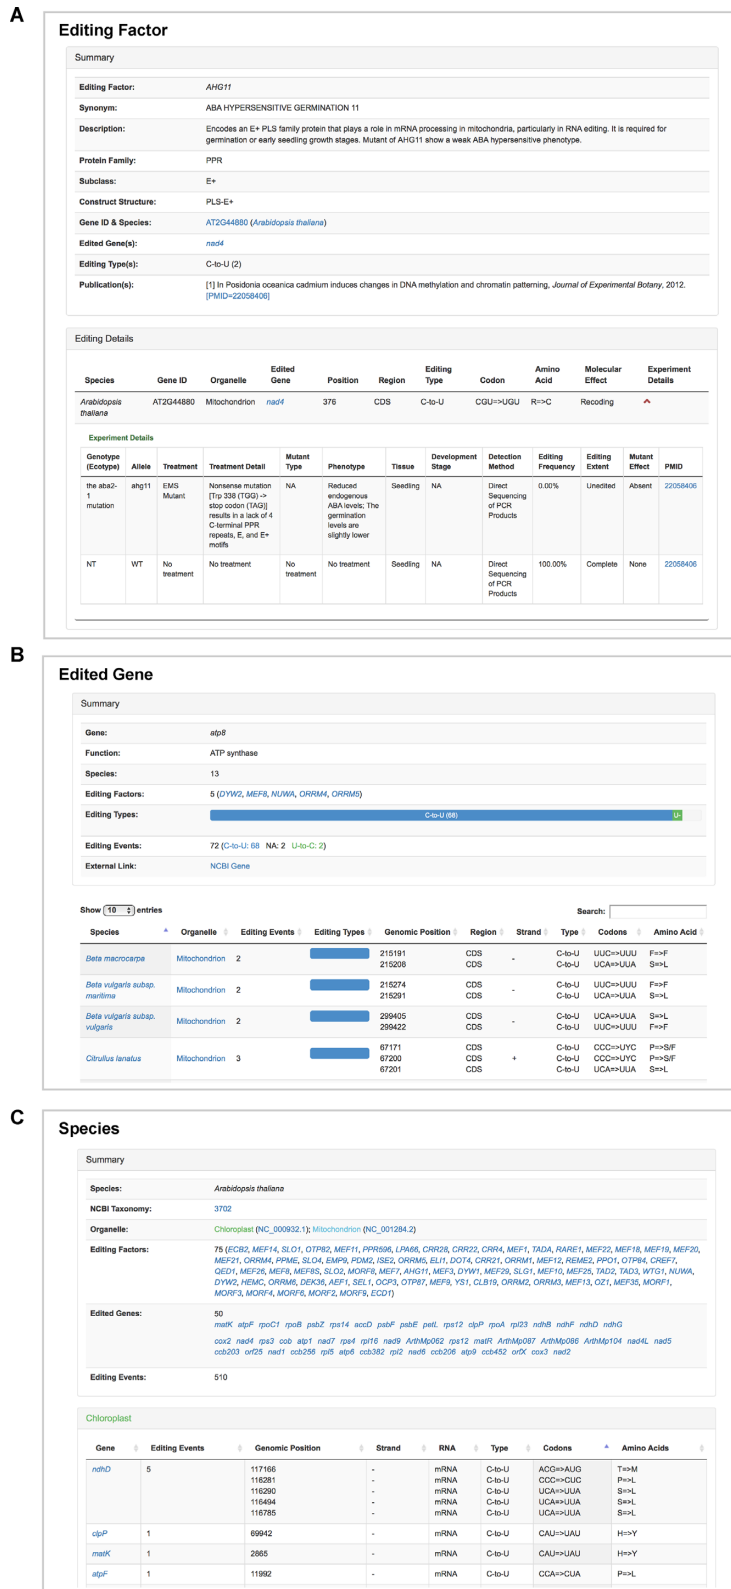 A
Editing Factor
Summary
Editing Factor: AHG11
Synonym: ABA HYPERSENSITIVE GERMINATION 11
Description: Encodes an E+ PLS family protein that plays a role in mRNA processing in mitochondria, particularly in RNA editing. It is required for
germination or early seedling growth stages. Mutant of AHG11 show a weak ABA hypersensitive phenotype.
Protein Family: PPR
Subclass: E+
Construct Structure: PLS-E+
Gene ID & Species: AT2G44880 (Arabidopsis thaliana)
Edited Gene(s): nad4
Editing Type(s): C-to-U (2)
Publication(s): [1] In Posidonia oceanica cadmium induces changes in DNA methylation and chromatin patterning, Journal of Experimental Botany, 2012.
[PMID=22058406]
Editing Details
Species Gene ID Organelle Edited Gene Position Region Editing Type Codon Amino Acid Molecular Effect Experiment Details
Arabidopsis thaliana AT2G44880 Mitochondrion nad4 376 CDS C-to-U CGU=>UGU R=>C Recoding
Experiment Details
Genotype (Ecotype) Allele Treatment Treatment Detail Mutant Type Phenotype Tissue Development Stage Detection Method Editing Frequency Editing Extent Mutant Effect PMID
the aba2-1 mutation ahg11 EMS Mutant Nonsense mutation [Trp 338 (TGG) -> stop codon (TAG)] results in a lack of 4 C-terminal PPR repeats, E, and E+ motifs NA Reduced endogenous ABA levels; The germination levels are slightly lower Seedling NA Direct Sequencing of PCR Products 0.00% Unedited Absent 22058406
NT WT No treatment No treatment No treatment No treatment Seedling NA Direct Sequencing of PCR Products 100.00% Complete None 22058406
B
Edited Gene
Summary
Gene: atp8
Function: ATP synthase
Species: 13
Editing Factors: 5 (DYW2, MEF8, NUWA, ORRM4, ORRM5)
Editing Types: C-to-U (68) U-
Editing Events: 72 (C-to-U: 68 NA: 2 U-to-C: 2)
External Link: NCBI Gene
Show 10 entries Search:
Species Organelle Editing Events Editing Types Genomic Position Region Strand Type Codons Amino Acid
Beta macrocarpa Mitochondrion 2 215191 CDS - C-to-U UUC=>UUU F=>F
215208 CDS C-to-U UCA=>UUA S=>L
Beta vulgaris subsp. maritima Mitochondrion 2 215274 CDS - C-to-U UUC=>UUU F=>F
215291 CDS C-to-U UCA=>UUA S=>L
Beta vulgaris subsp. vulgaris Mitochondrion 2 299405 CDS - C-to-U UCA=>UUA S=>L
299422 CDS C-to-U UUC=>UUU F=>F
Citrullus lanatus Mitochondrion 3 67171 CDS + C-to-U CCC=>UYC P=>S/F
67200 CDS C-to-U CCC=>UYC P=>S/F
67201 CDS C-to-U UCA=>UUA S=>L
C
Species
Summary
Species: Arabidopsis thaliana
NCBI Taxonomy: 3702
Organelle: Chloroplast (NC_000932.1); Mitochondrion (NC_001284.2)
Editing Factors: 75 (ECB2, MEF14, SLO1, OTP82, MEF11, PPR596, LPA66, CRR28, CRR22, CRR4, MEF1, TADA, RARE1, MEF22, MEF18, MEF19, MEF20,
MEF21, ORRM4, PPME, SLO4, EMP9, PDM2, ISE2, ORRM5, ELI1, DOT4, CRR21, ORRM1, MEF12, REME2, PPO1, OTP84, CREF7,
QED1, MEF26, MEF8, MEF8S, SLO2, MORF8, MEF7, AHG11, MEF3, DYW1, MEF29, SLG1, MEF10, MEF25, TAD2, TAD3, WTG1, NUWA,
DYW2, HEMC, ORRM6, DEK36, AEF1, SEL1, OCP3, OTP87, MEF9, YS1, CLB19, ORRM2, ORRM3, MEF13, OZ1, MEF35, MORF1,
MORF3, MORF4, MORF6, MORF2, MORF9, ECD1)
Edited Genes: 50
matK atpF rpoC1 rpoB psbZ rps14 accD psbF psbE petL rps12 clpP rpoA rpl23 ndhB ndhF ndhD ndhG
cox2 nad4 rps3 cob atp1 nad7 rps4 rpl16 nad9 ArthMp062 rps12 matR ArthMp087 ArthMp086 ArthMp104 nad4L nad5
ccb203 orf25 nad1 ccb256 rpl5 atp6 ccb382 rpl2 nad6 ccb206 atp9 ccb452 orfX cox3 nad2
Editing Events: 510
Chloroplast
Gene Editing Events Genomic Position Strand RNA Type Codons Amino Acids
ndhD 5 117166 - mRNA C-to-U ACG=>AUG T=>M
116281 - mRNA C-to-U CCC=>CUC P=>L
116290 - mRNA C-to-U UCA=>UUA S=>L
116494 - mRNA C-to-U UCA=>UUA S=>L
116785 - mRNA C-to-U UCA=>UUA S=>L
clpP 1 69942 - mRNA C-to-U CAU=>UAU H=>Y
matK 1 2865 - mRNA C-to-U CAU=>UAU H=>Y
atpF 1 11992 - mRNA C-to-U CCA=>CUA P=>L